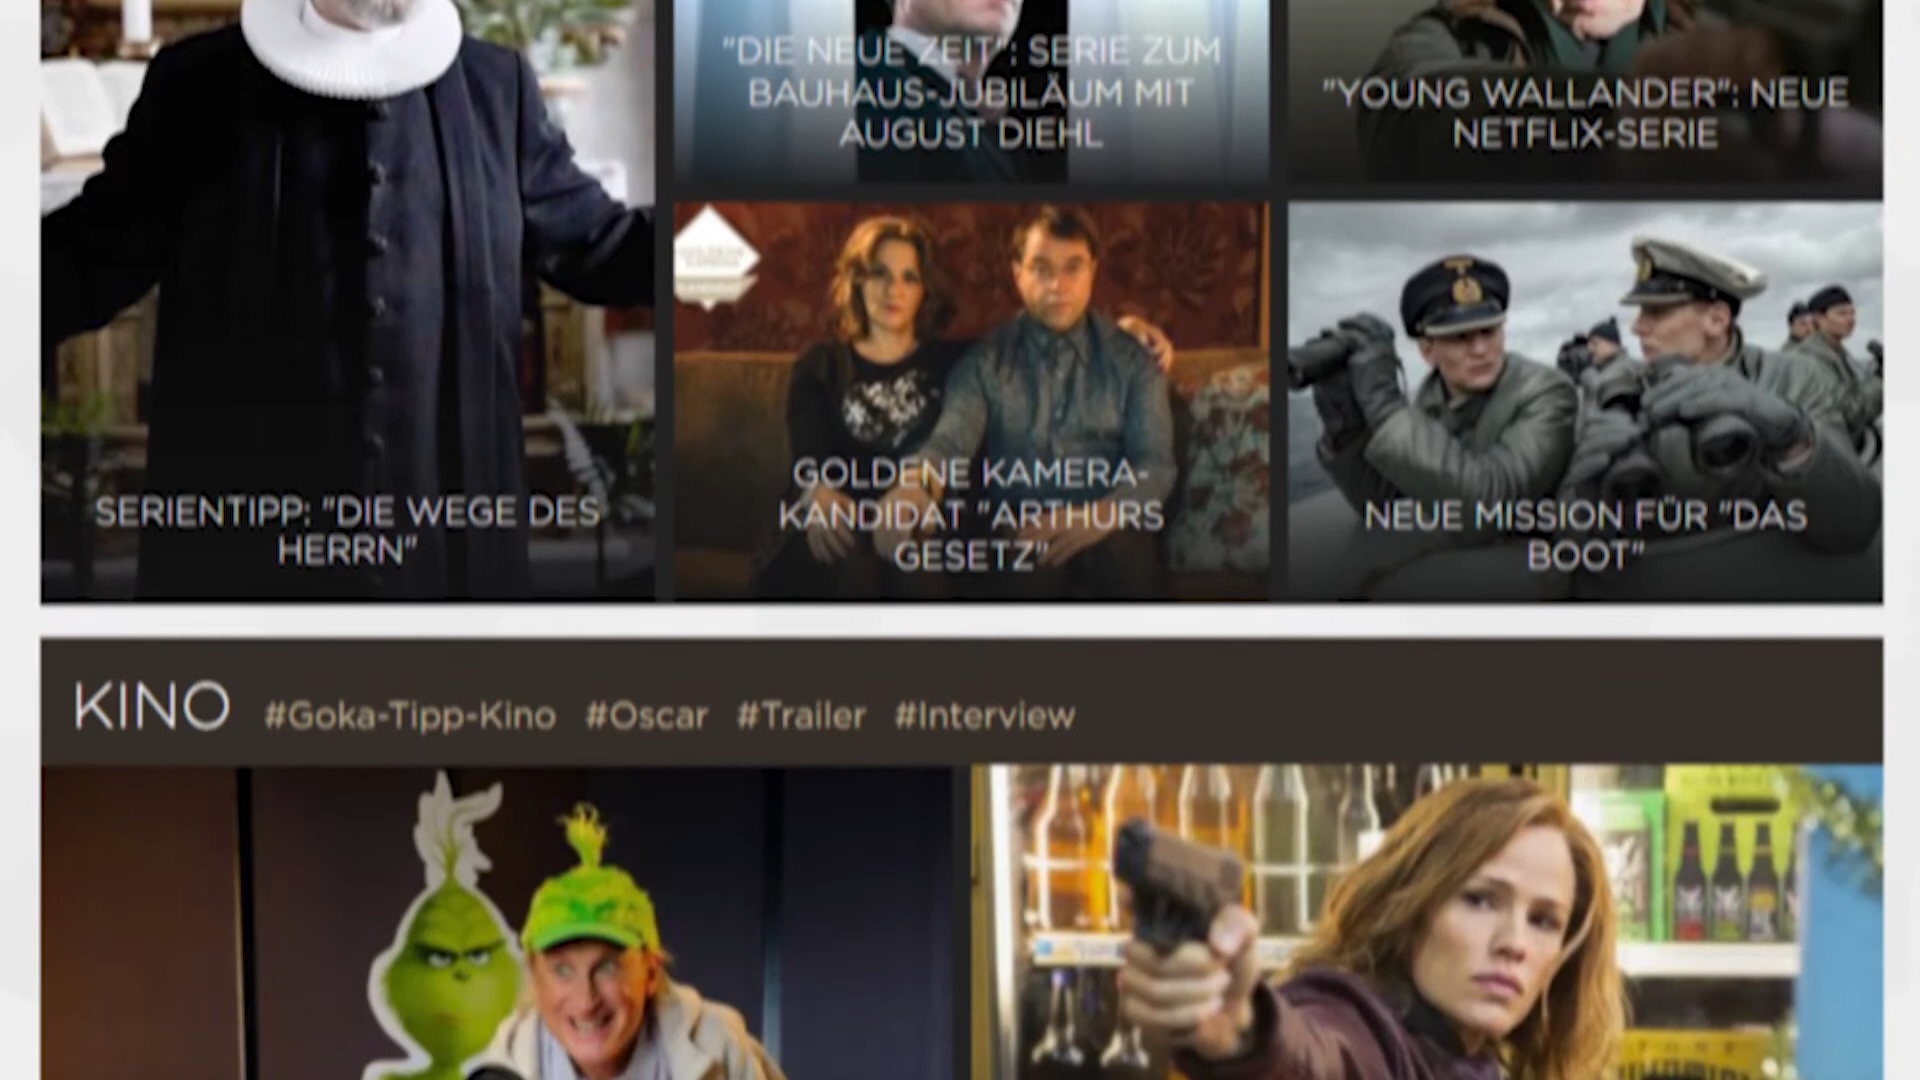 "DIE NEUE ZEIT": SERIE ZUM
BAUHAUS-JUBILÄUM MIT
AUGUST DIEHL
"YOUNG WALLANDER": NEUE
NETFLIX-SERIE
SERIENTIPP: "DIE WEGE DES
HERRN"
GOLDENE KAMERA-
KANDIDAT "ARTHURS
GESETZ"
NEUE MISSION FÜR "DAS
BOOT"
KINO #Goka-Tipp-Kino #Oscar #Trailer #Interview